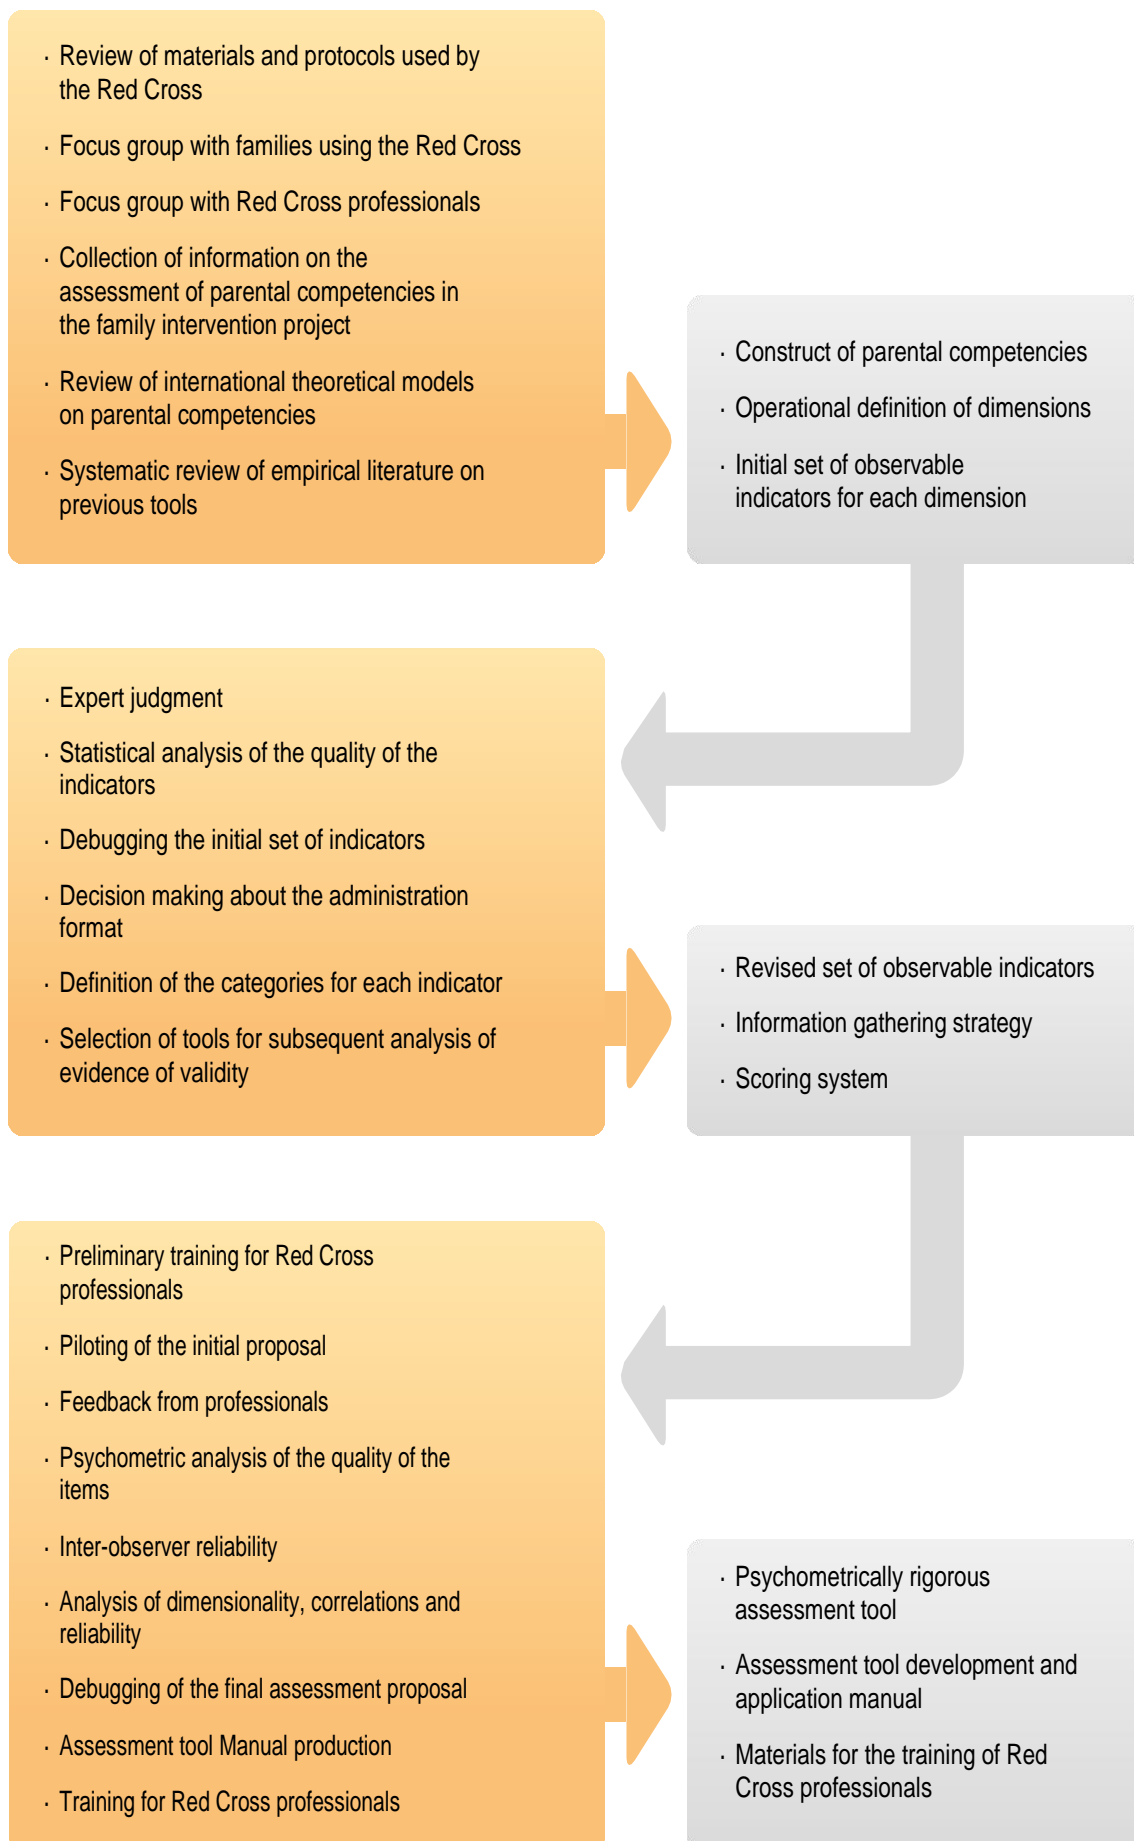 · Review of materials and protocols used by
the Red Cross
· Focus group with families using the Red Cross
· Focus group with Red Cross professionals
· Collection of information on the
assessment of parental competencies in
the family intervention project
· Review of international theoretical models
on parental competencies
· Systematic review of empirical literature on
previous tools
· Construct of parental competencies
· Operational definition of dimensions
· Initial set of observable
indicators for each dimension
· Expert judgment
· Statistical analysis of the quality of the
indicators
· Debugging the initial set of indicators
· Decision making about the administration
format
· Definition of the categories for each indicator
· Selection of tools for subsequent analysis of
evidence of validity
· Revised set of observable indicators
· Information gathering strategy
· Scoring system
· Preliminary training for Red Cross
professionals
· Piloting of the initial proposal
· Feedback from professionals
· Psychometric analysis of the quality of the
items
· Inter-observer reliability
· Analysis of dimensionality, correlations and
reliability
· Debugging of the final assessment proposal
· Assessment tool Manual production
· Training for Red Cross professionals
· Psychometrically rigorous
assessment tool
· Assessment tool development and
application manual
· Materials for the training of Red
Cross professionals